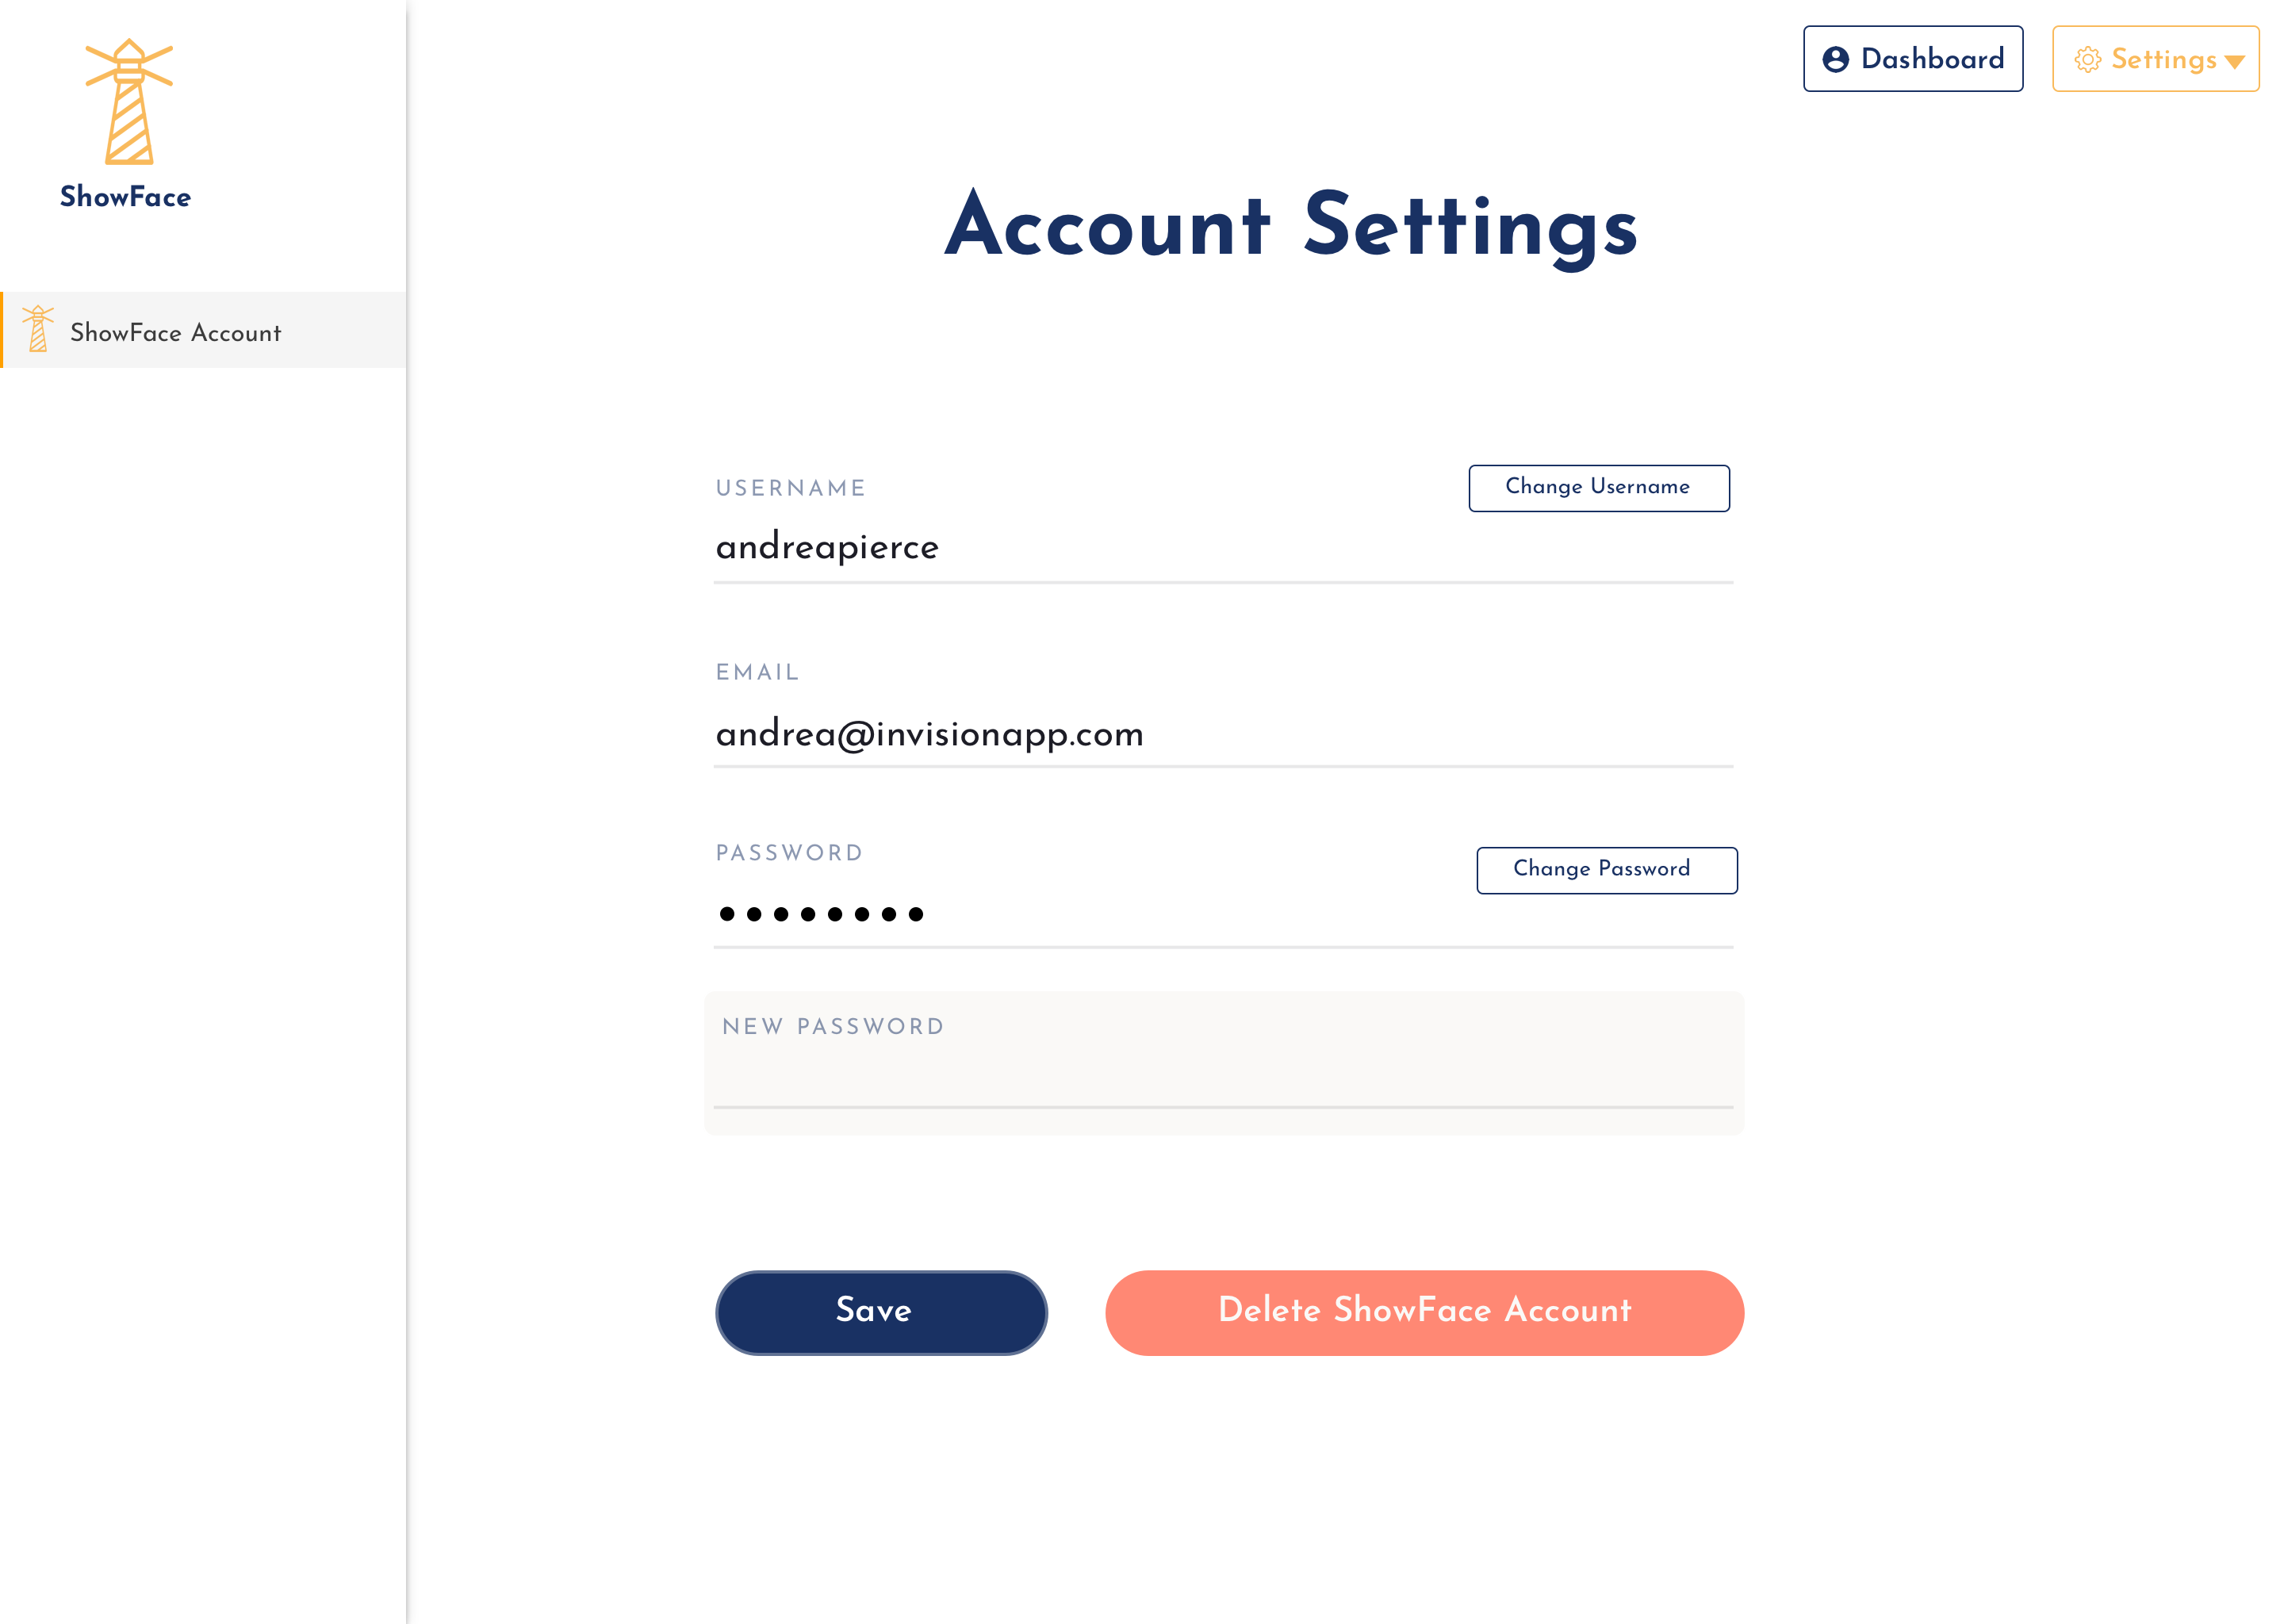 ShowFace
ShowFace Account
Dashboard
Settings
Account Settings
USERNAME
Change Username
andreapierce
EMAIL
andrea@invisionapp.com
PASSWORD
Change Password
NEW PASSWORD
Save
Delete ShowFace Account